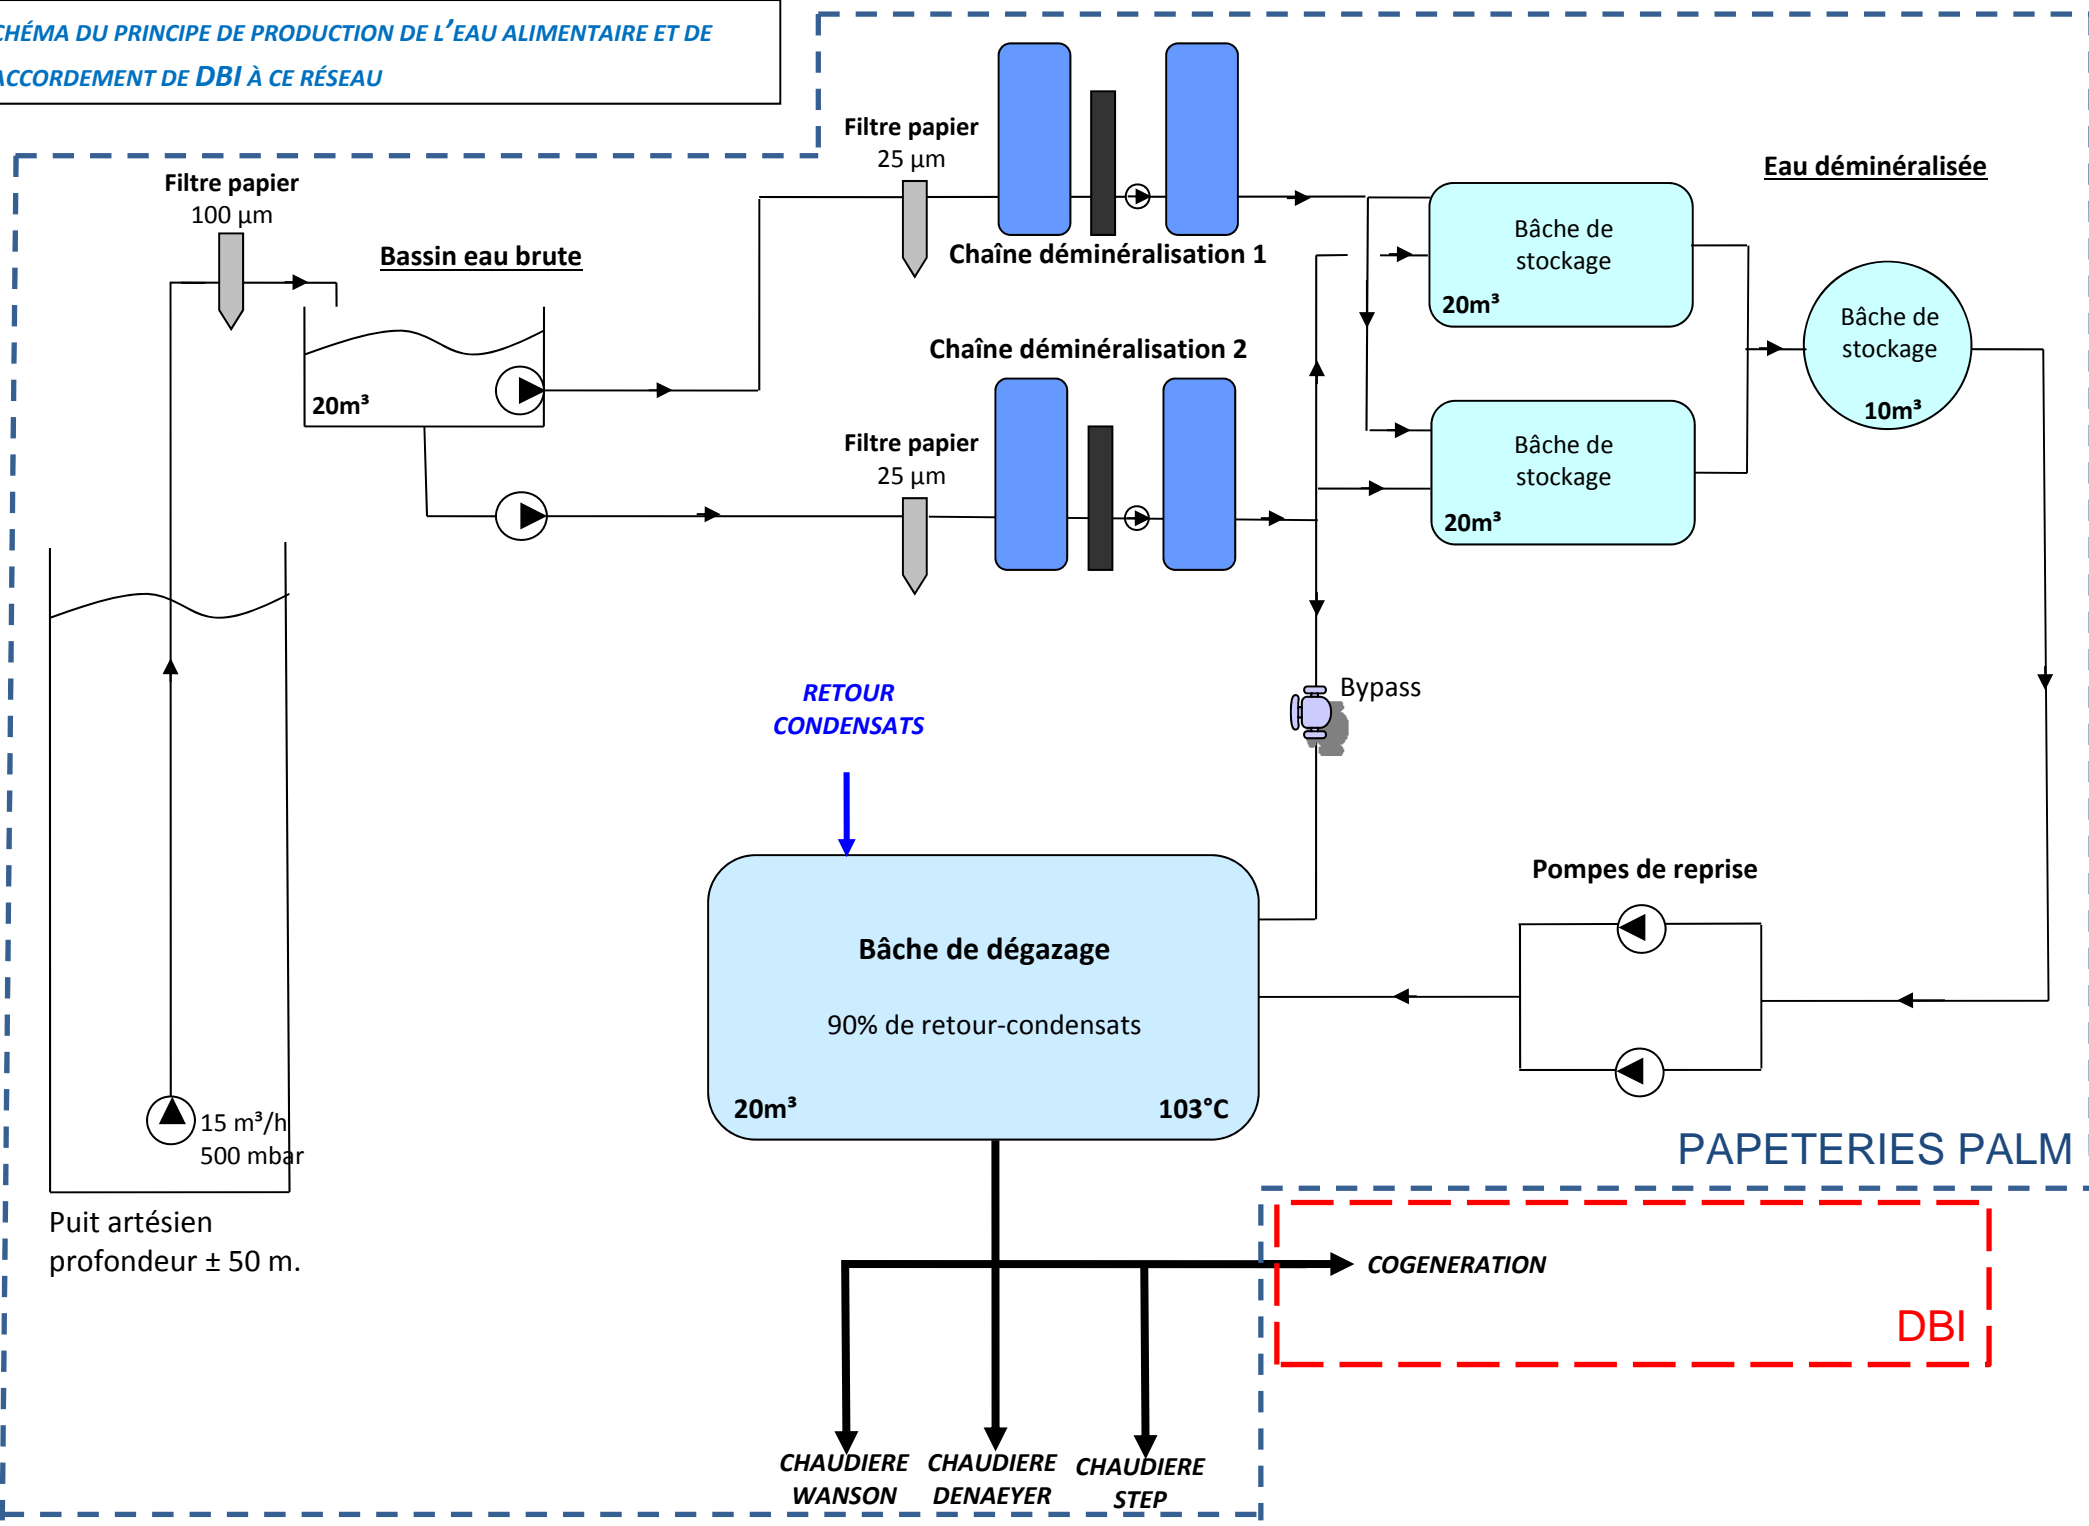 CHÉMA DU PRINCIPE DE PRODUCTION DE L'EAU ALIMENTAIRE ET DE
ACCORDEMENT DE DBI À CE RÉSEAU
Filtre papier
25 µm
Filtre papier
100 µm
Bassin eau brute
20m³
Chaîne déminéralisation 1
Eau déminéralisée
Bâche de
stockage
20m³
Bâche de
stockage
10m³
Chaîne déminéralisation 2
Filtre papier
25 µm
Bâche de
stockage
20m³
RETOUR
CONDENSATS
Bypass
Pompes de reprise
Bâche de dégazage
90% de retour-condensats
20m³
103°C
15 m³/h
500 mbar
PAPETERIES PALM
Puit artésien
profondeur ± 50 m.
COGENERATION
DBI
CHAUDIERE
WANSON
CHAUDIERE
DENAEYER
CHAUDIERE
STEP